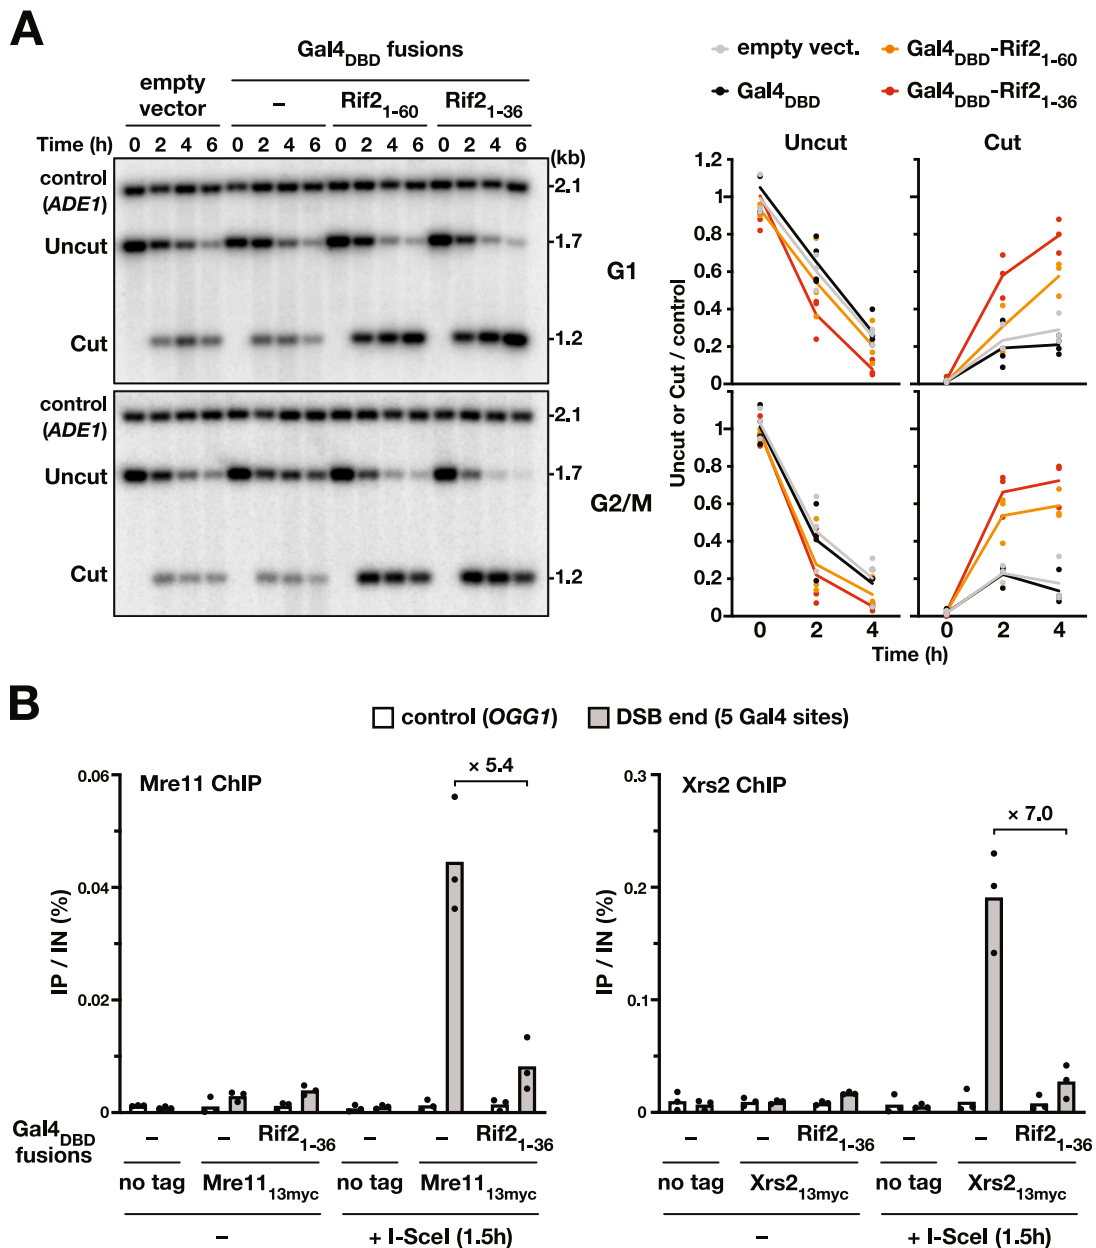 A
Gal4DBD fusions
empty vector
–
Rif21-60
Rif21-36
Time (h) 0 2 4 6 0 2 4 6 0 2 4 6 0 2 4 6
(kb)
control (ADE1)
-2.1
Uncut
-1.7
Cut
-1.2
control (ADE1)
-2.1
Uncut
-1.7
Cut
-1.2
empty vect.
Gal4DBD-Rif21-60
Gal4DBD
Gal4DBD-Rif21-36
Uncut
Cut
G1
G2/M
Uncut or Cut / control
1.2
1
0.8
0.6
0.4
0.2
0
1
0.8
0.6
0.4
0.2
0
0 2 4 0 2 4
Time (h)
B
control (OGG1)
DSB end (5 Gal4 sites)
Mre11 ChIP
× 5.4
IP / IN (%)
0.06
0.04
0.02
0
Gal4DBD fusions
– – Rif21-36 – – Rif21-36
no tag Mre1113myc no tag Mre1113myc
– + I-SceI (1.5h)
Xrs2 ChIP
× 7.0
IP / IN (%)
0.3
0.2
0.1
0
– – Rif21-36 – – Rif21-36
no tag Xrs213myc no tag Xrs213myc
– + I-SceI (1.5h)